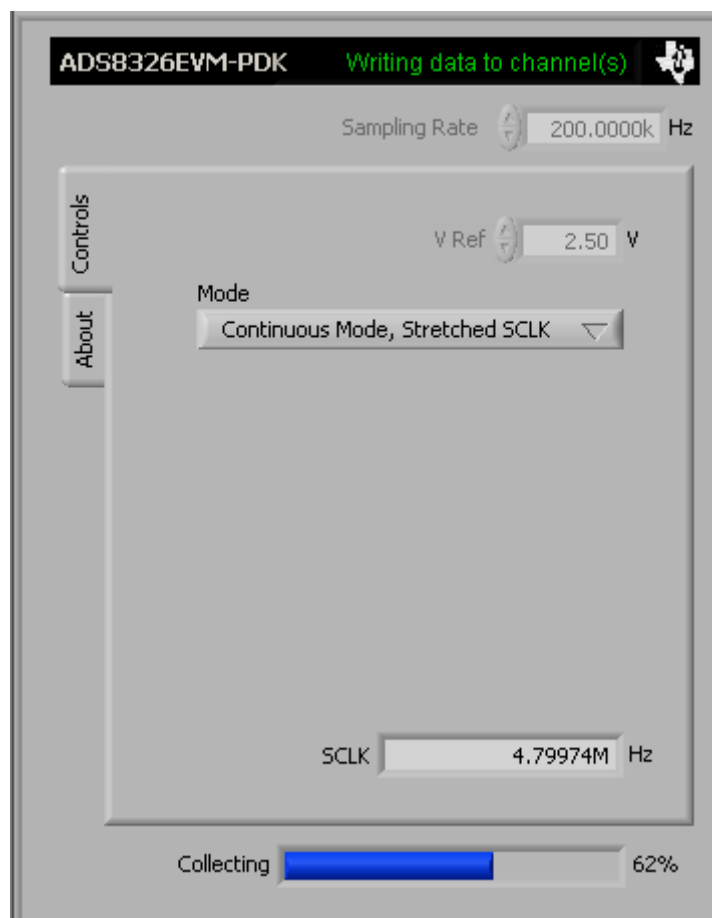 ADS8326EVM-PDK Writing data to channel(s)
Sampling Rate 200.0000k Hz
Controls
About
V Ref 2.50 V
Mode
Continuous Mode, Stretched SCLK
SCLK 4.79974M Hz
Collecting 62%